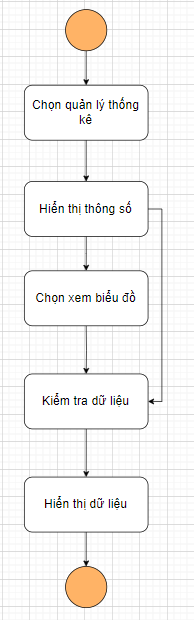 Chọn quản lý thống
kê
Hiển thị thông số
Chọn xem biểu đồ
Kiểm tra dữ liệu
Hiển thị dữ liệu